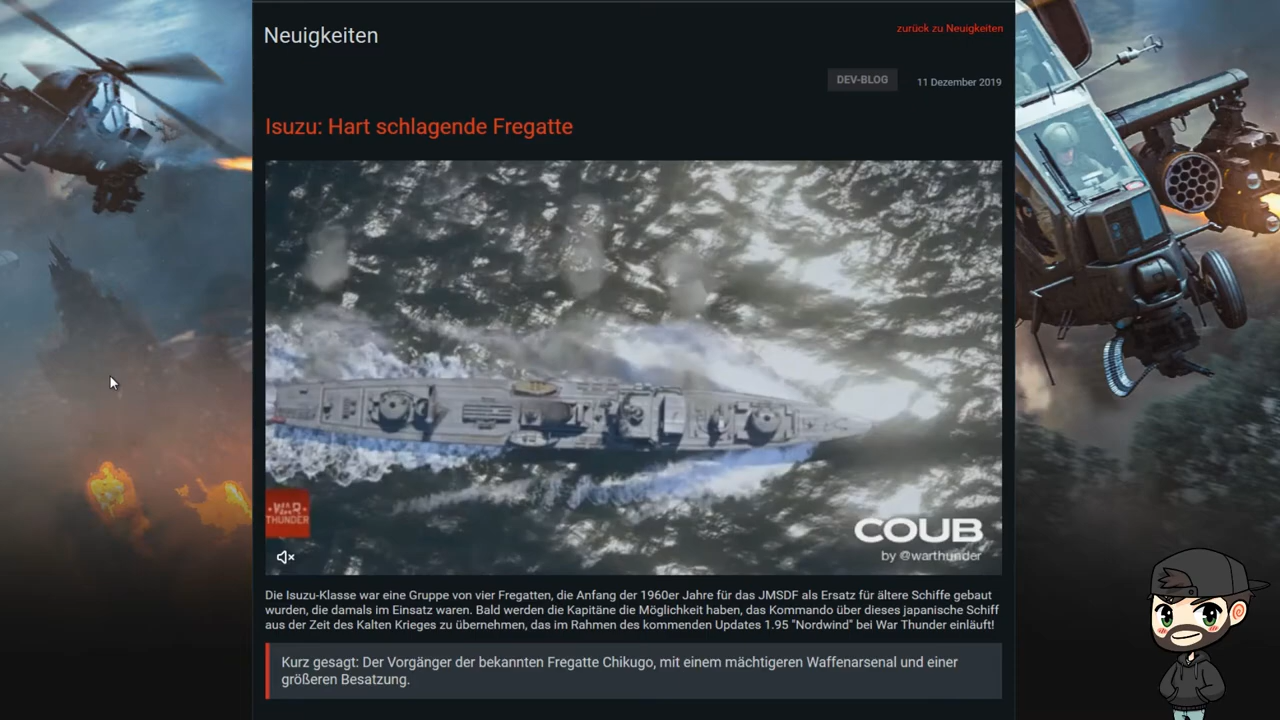 Neuigkeiten
zurück zu Neuigkeiten
DEV-BLOG
11 Dezember 2019
Isuzu: Hart schlagende Fregatte
WAR
THUNDER
COUB
by @warthunder
Die Isuzu-Klasse war eine Gruppe von vier Fregatten, die Anfang der 1960er Jahre für das JMSDF als Ersatz für ältere Schiffe gebaut
wurden, die damals im Einsatz waren. Bald werden die Kapitäne die Möglichkeit haben, das Kommando über dieses japanische Schiff
aus der Zeit des Kalten Krieges zu übernehmen, das im Rahmen des kommenden Updates 1.95 "Nordwind" bei War Thunder einläuft!
Kurz gesagt: Der Vorgänger der bekannten Fregatte Chikugo, mit einem mächtigeren Waffenarsenal und einer
größeren Besatzung.